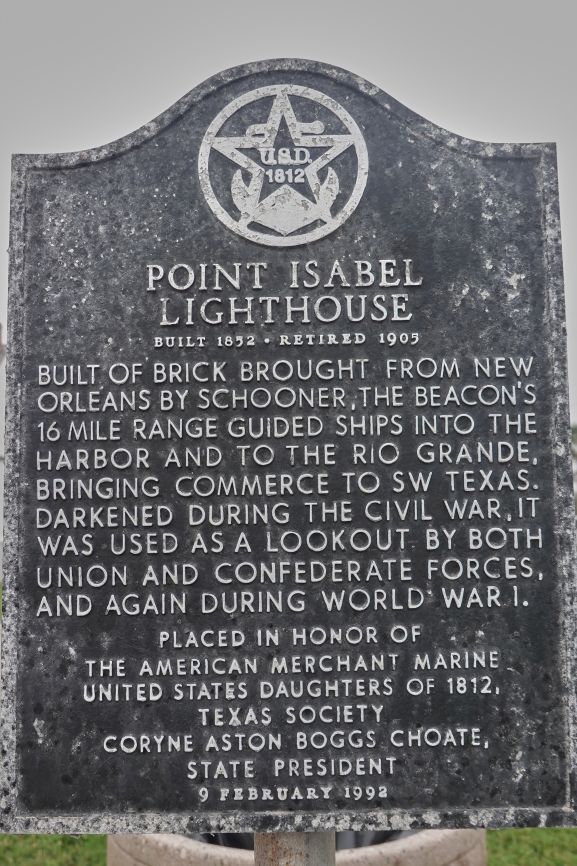 U.S.D.
1812
POINT ISABEL
LIGHTHOUSE
BUILT 1852 • RETIRED 1905
BUILT OF BRICK BROUGHT FROM NEW
ORLEANS BY SCHOONER, THE BEACON'S
16 MILE RANGE GUIDED SHIPS INTO THE
HARBOR AND TO THE RIO GRANDE,
BRINGING COMMERCE TO SW TEXAS.
DARKENED DURING THE CIVIL WAR, IT
WAS USED AS A LOOKOUT BY BOTH
UNION AND CONFEDERATE FORCES,
AND AGAIN DURING WORLD WAR I.
PLACED IN HONOR OF
THE AMERICAN MERCHANT MARINE
UNITED STATES DAUGHTERS OF 1812,
TEXAS SOCIETY
CORYNE ASTON BOGGS CHOATE,
STATE PRESIDENT
9 FEBRUARY 1992